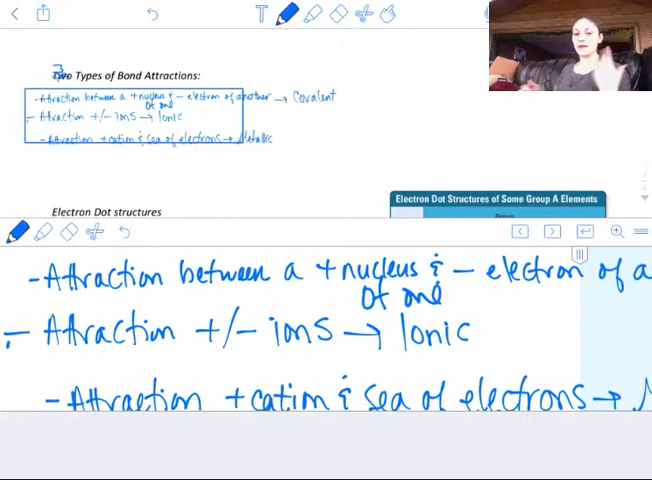 3
Two Types of Bond Attractions:
-Attraction between a + nucleus & - electron of another → Covalent
of one
- Attraction +/- ions → Ionic
- Attraction + cation & sea of electrons → Metallic
Electron Dot structures
Electron Dot Structures of Some Group A Elements
Group
- Attraction between a + nucleus & - electron of a
of one
- Attraction +/- ions → Ionic
- Attraction + cation & sea of electrons →